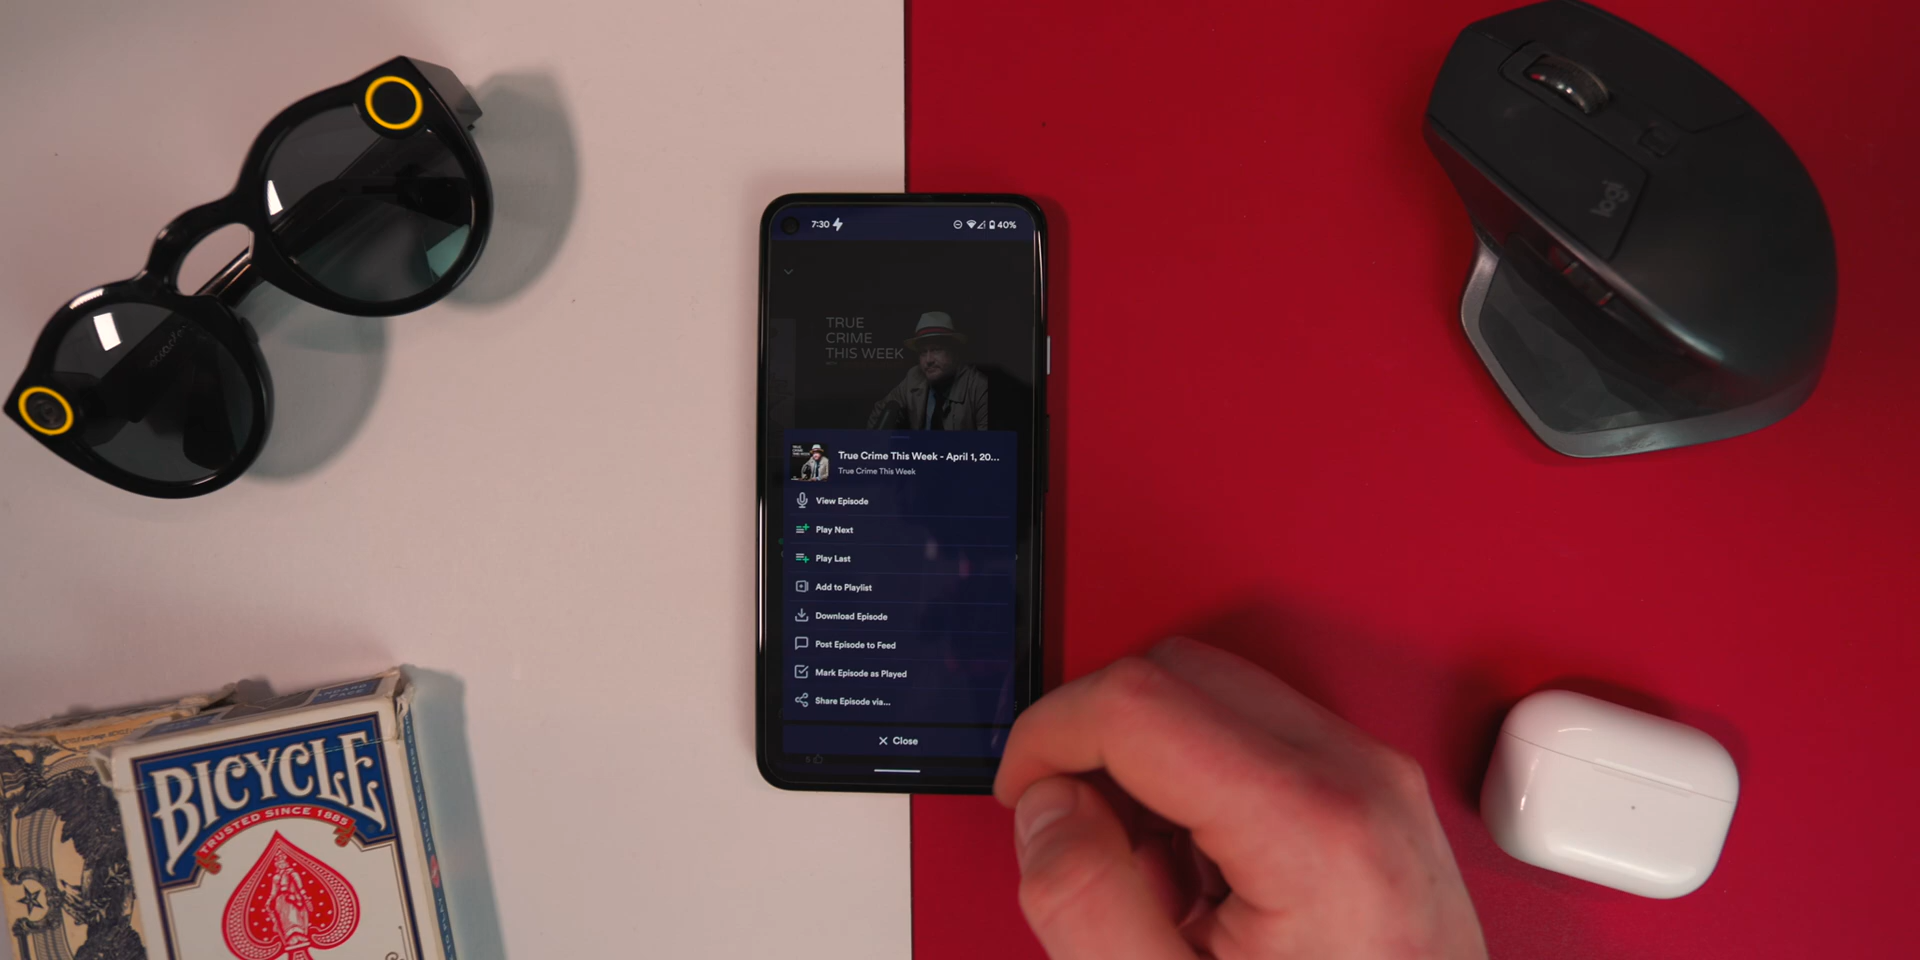 7:30
40%
TRUE
CRIME
THIS WEEK
True Crime This Week - April 1, 20...
True Crime This Week
View Episode
Play Next
Play Last
Add to Playlist
Download Episode
Post Episode to Feed
Mark Episode as Played
Share Episode via...
Close
5
logi
BICYCLE
TRUSTED SINCE 1885